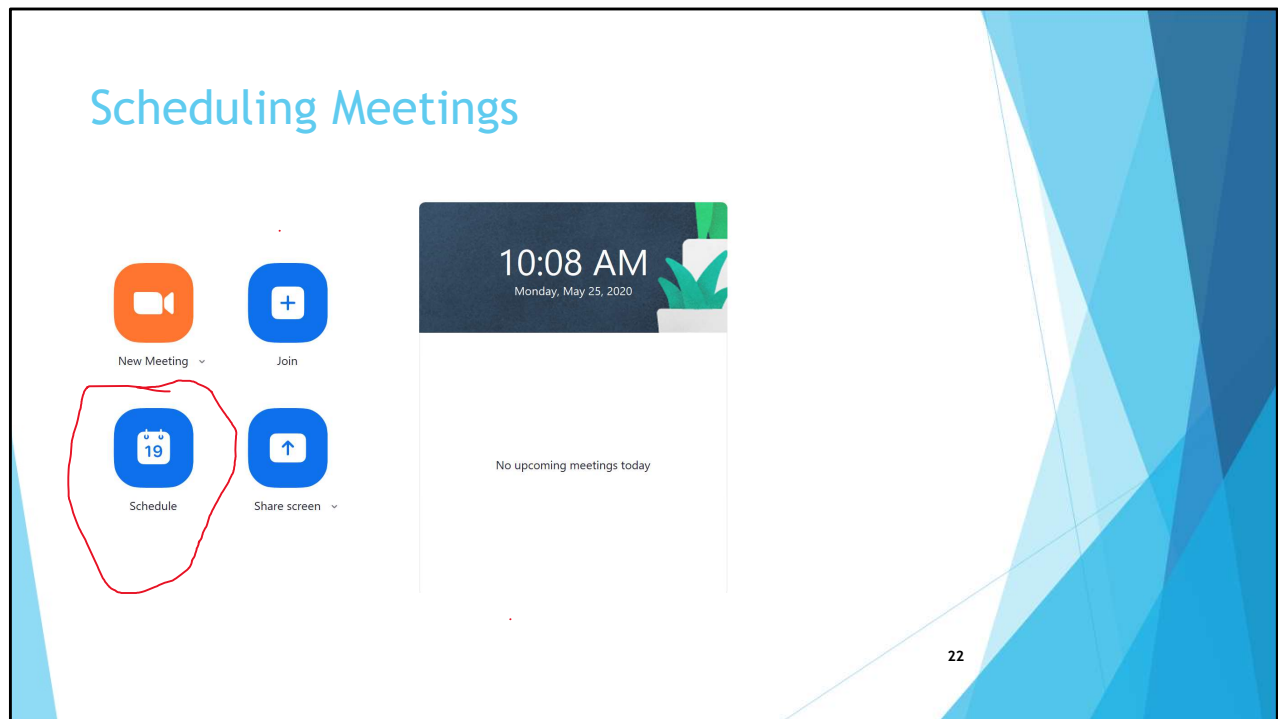 Scheduling Meetings
10:08 AM
Monday, May 25, 2020
New Meeting
Join
19
Schedule
Share screen
No upcoming meetings today
22